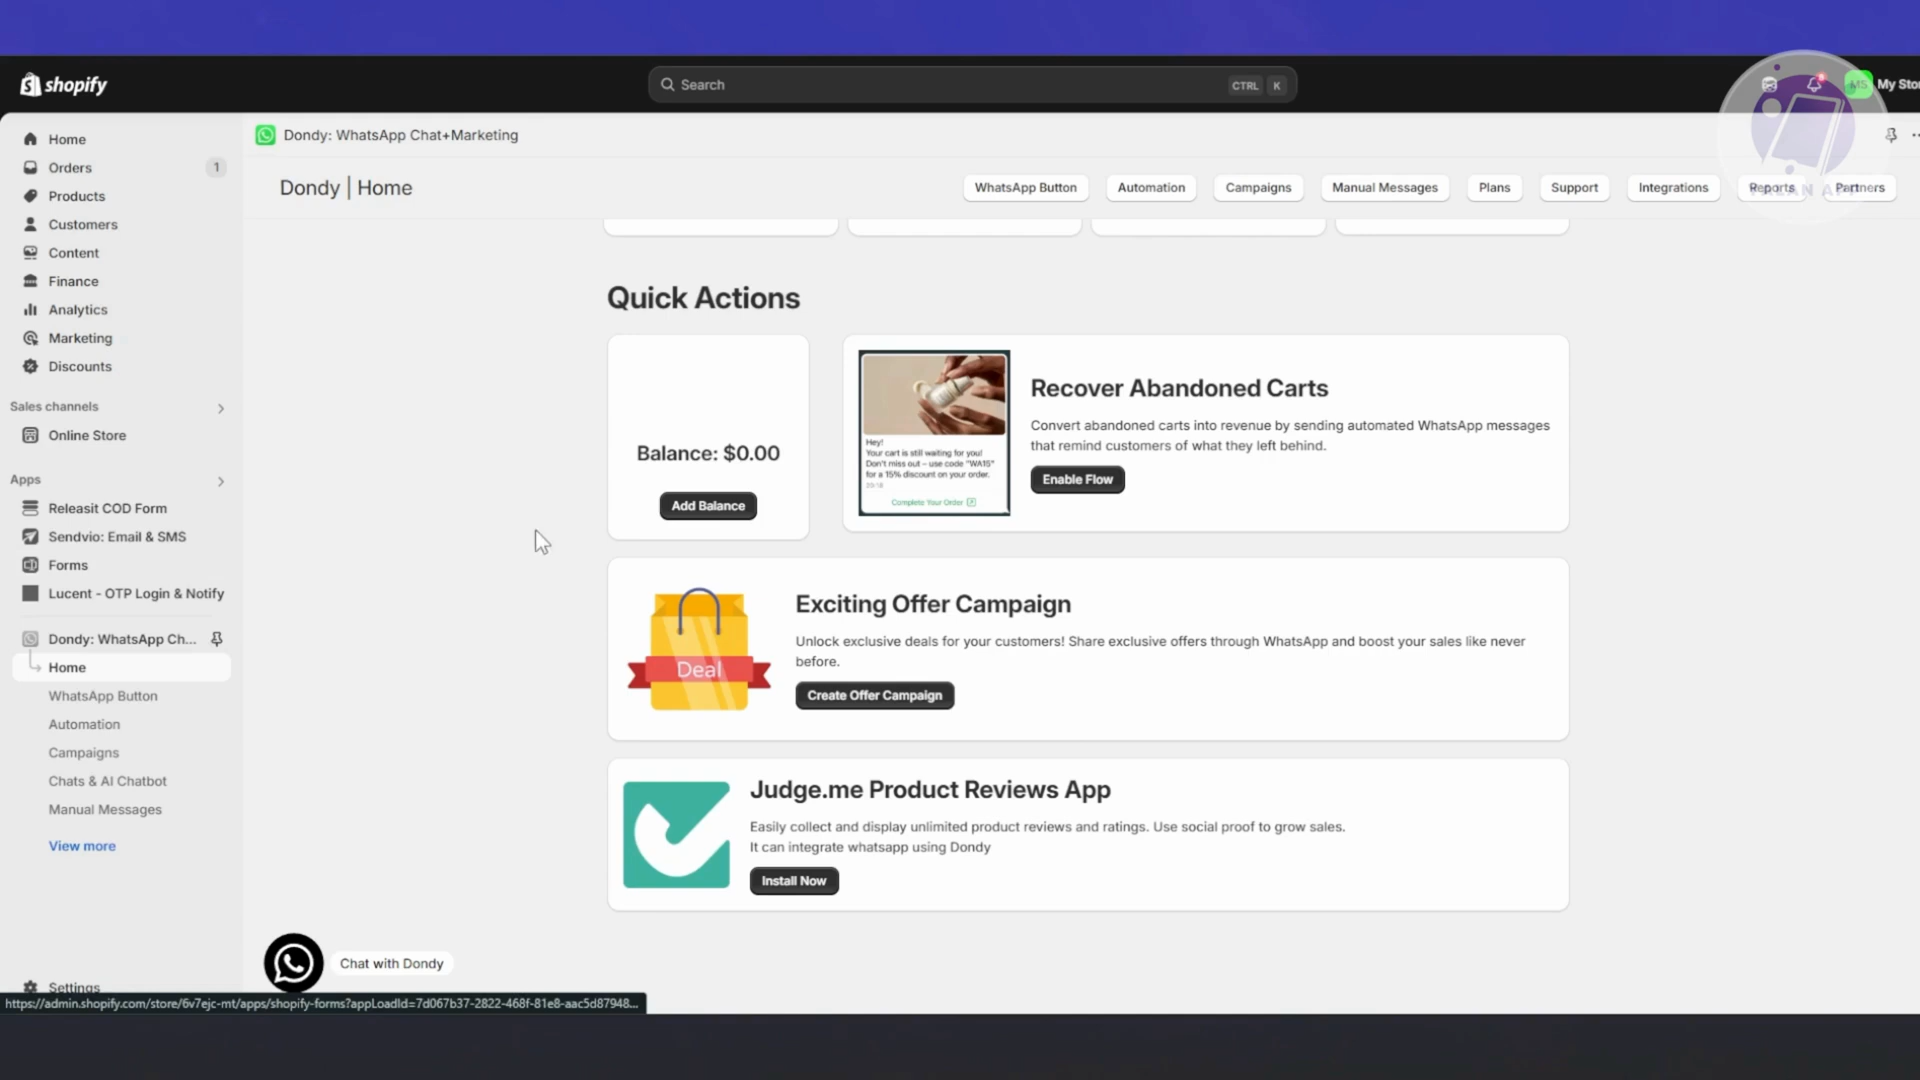 shopify
Search
CTRL K
MS
My Sto
Home
Orders
1
Products
Customers
Content
Finance
Analytics
Marketing
Discounts
Sales channels
Online Store
Apps
Releasit COD Form
Sendvio: Email & SMS
Forms
Lucent - OTP Login & Notify
Dondy: WhatsApp Ch...
Home
WhatsApp Button
Automation
Campaigns
Chats & AI Chatbot
Manual Messages
View more
Settings
Dondy: WhatsApp Chat+Marketing
Dondy | Home
WhatsApp Button
Automation
Campaigns
Manual Messages
Plans
Support
Integrations
Reports
Partners
Quick Actions
Balance: $0.00
Add Balance
Hey!
Your cart is still waiting for you!
Don't miss out – use code "WA15"
for a 15% discount on your order.
Complete Your Order
Recover Abandoned Carts
Convert abandoned carts into revenue by sending automated WhatsApp messages
that remind customers of what they left behind.
Enable Flow
Deal
Exciting Offer Campaign
Unlock exclusive deals for your customers! Share exclusive offers through WhatsApp and boost your sales like never
before.
Create Offer Campaign
Judge.me Product Reviews App
Easily collect and display unlimited product reviews and ratings. Use social proof to grow sales.
It can integrate whatsapp using Dondy
Install Now
Chat with Dondy
https://admin.shopify.com/store/6v7ejc-mt/apps/shopify-forms?appLoadId=7d067b37-2822-468f-81e8-aac5d87948...